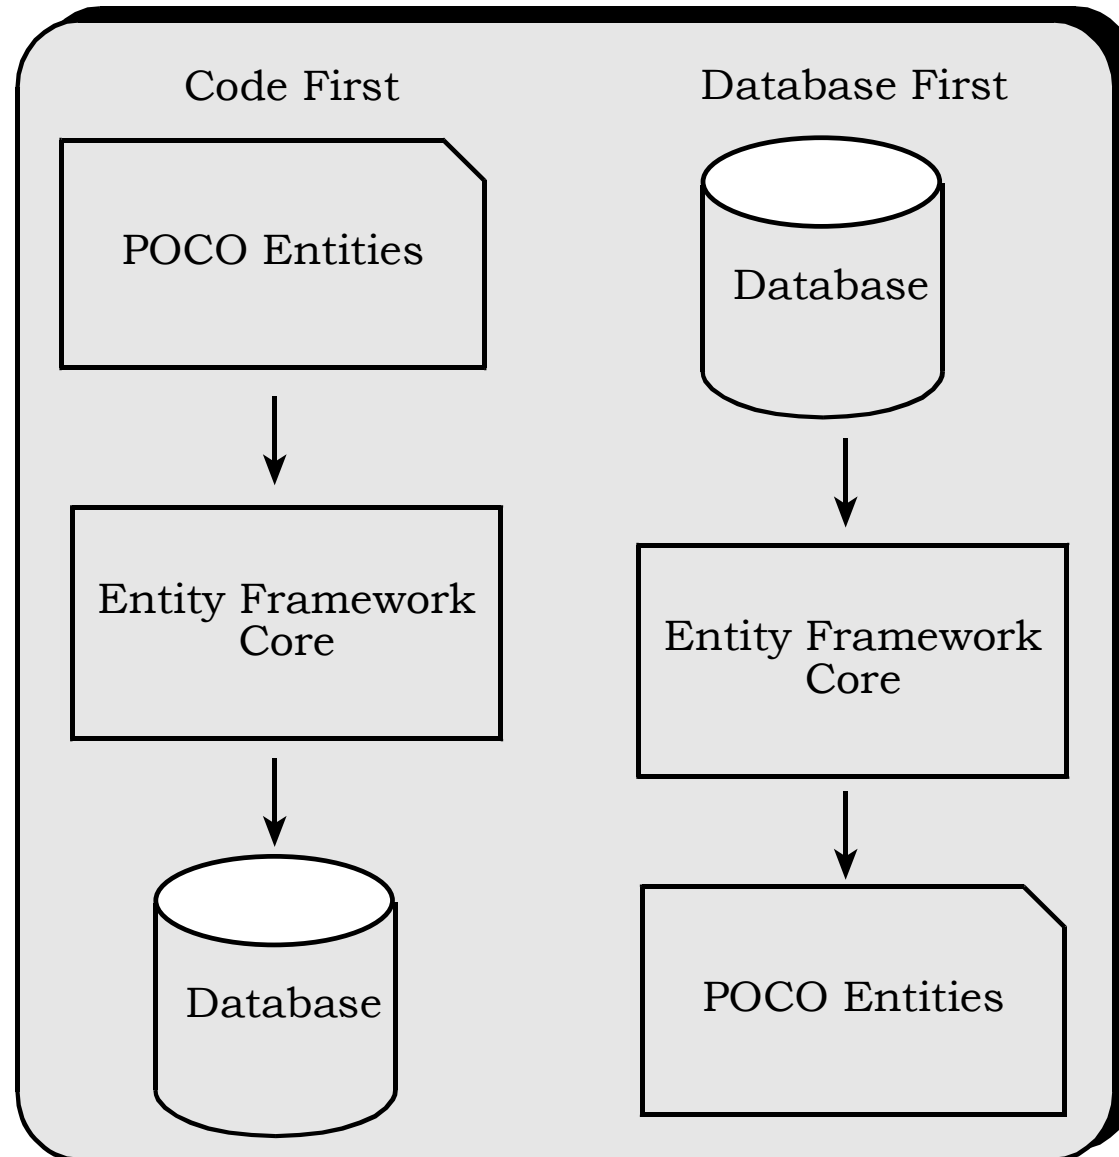 Code First
POCO Entities
Entity Framework
Core
Database
Database First
Database
Entity Framework
Core
POCO Entities